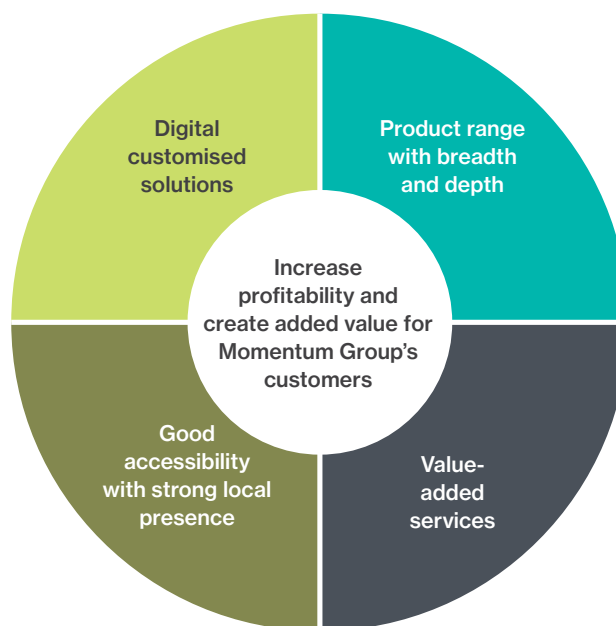 Digital
customised
solutions
Product range
with breadth
and depth
Increase
profitability and
create added value for
Momentum Group’s
customers
Good
accessibility
with strong local
presence
Value-
added
services